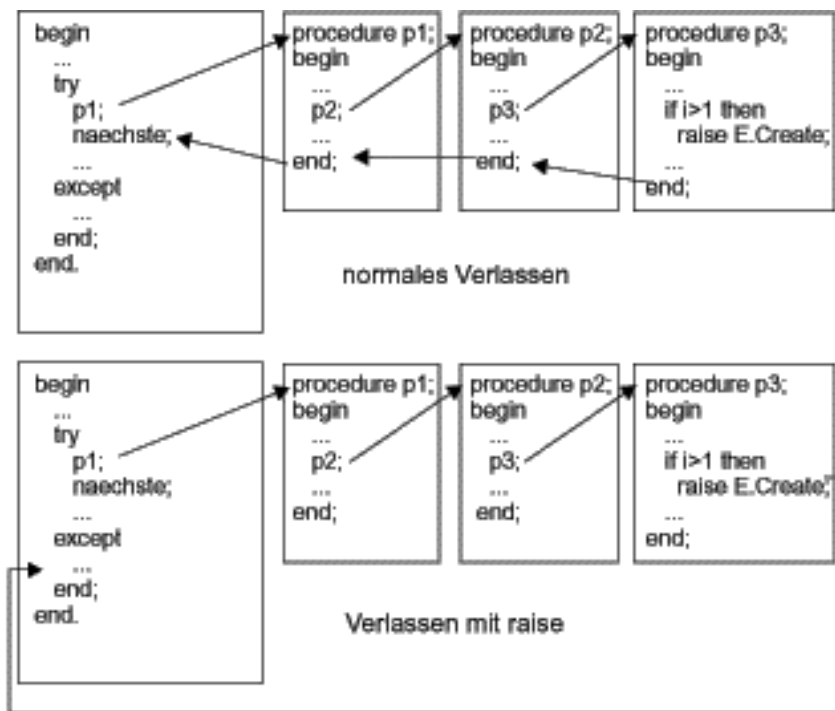 begin
...
try
p1;
naechste;
...
except
...
end;
end.
procedure p1;
begin
...
p2;
...
end;
procedure p2;
begin
...
p3;
...
end;
procedure p3;
begin
...
if i>1 then
raise E.Create;
...
end;
normales Verlassen
begin
...
try
p1;
naechste;
...
except
...
end;
end.
procedure p1;
begin
...
p2;
...
end;
procedure p2;
begin
...
p3;
...
end;
procedure p3;
begin
...
if i>1 then
raise E.Create;
...
end;
Verlassen mit raise